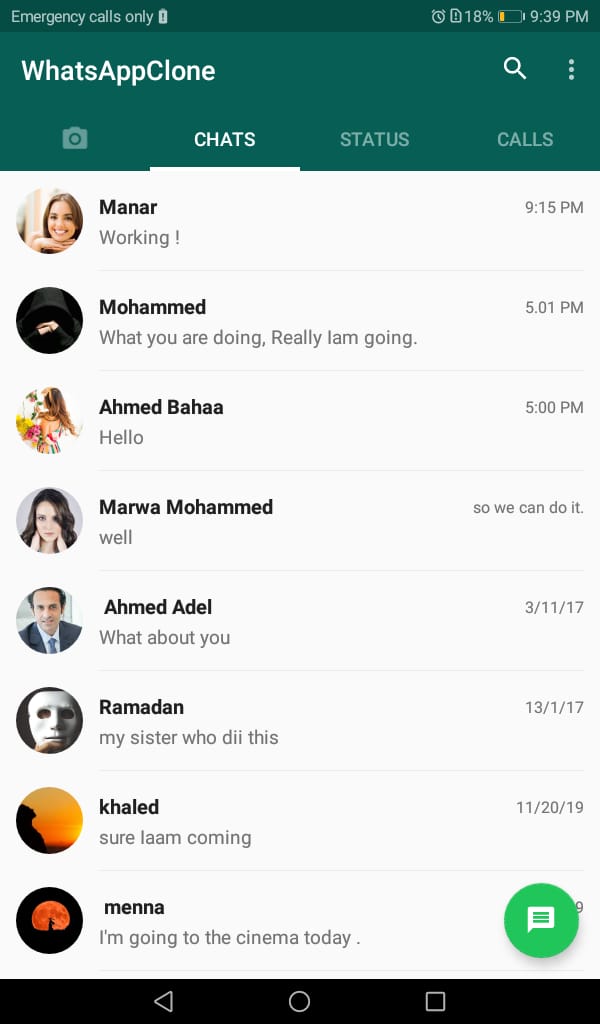 Emergency calls only 18% 9:39 PM
WhatsAppClone
CHATS STATUS CALLS
Manar 9:15 PM
Working !
Mohammed 5.01 PM
What you are doing, Really Iam going.
Ahmed Bahaa 5:00 PM
Hello
Marwa Mohammed so we can do it.
well
Ahmed Adel 3/11/17
What about you
Ramadan 13/1/17
my sister who dii this
khaled 11/20/19
sure Iaam coming
menna 9
I'm going to the cinema today .